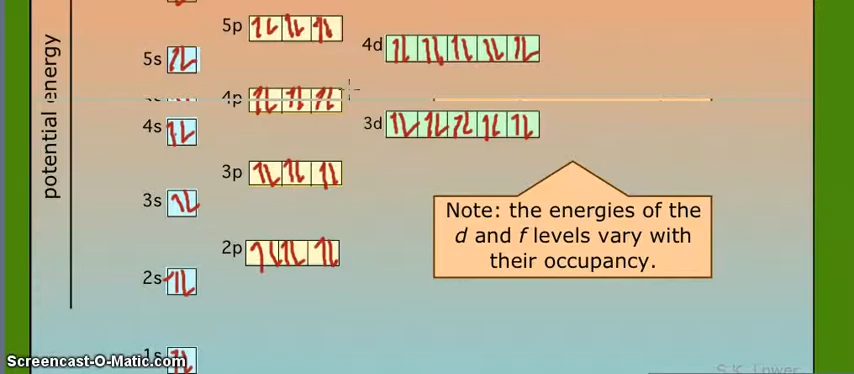 5p
4d
5s
potential energy
4p
4s
3d
3p
3s
Note: the energies of the
d and f levels vary with
their occupancy.
2p
2s
1s
Screencast-O-Matic.com